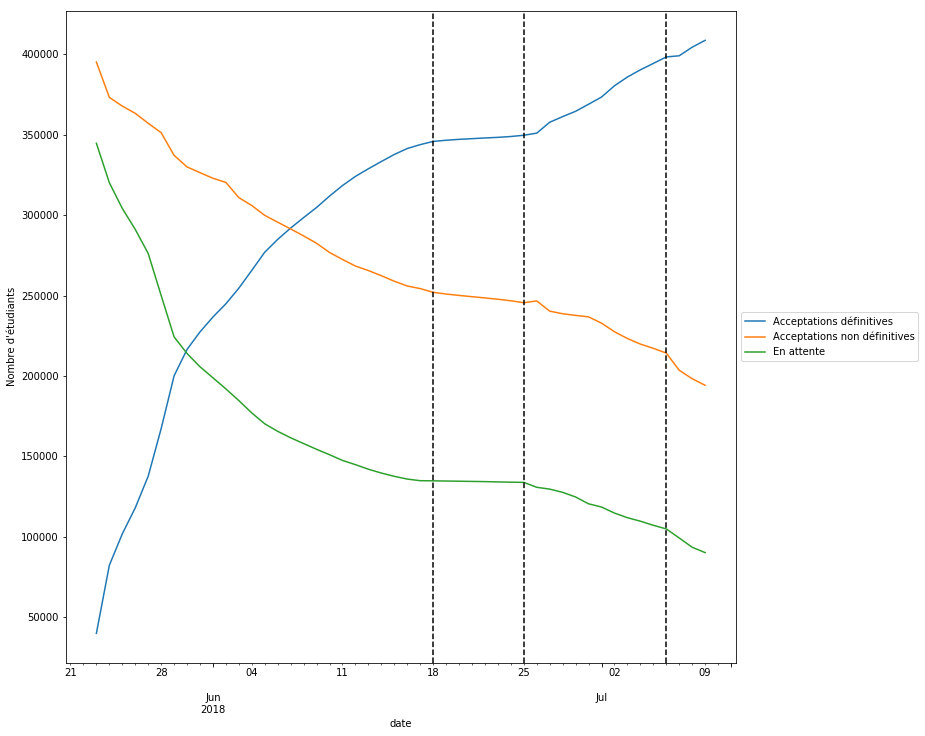 400000
350000
300000
250000
200000
150000
100000
50000
Nombre d'étudiants
21 28 04 11 18 25 02 09
Jun Jul
2018
date
Acceptations définitives
Acceptations non définitives
En attente